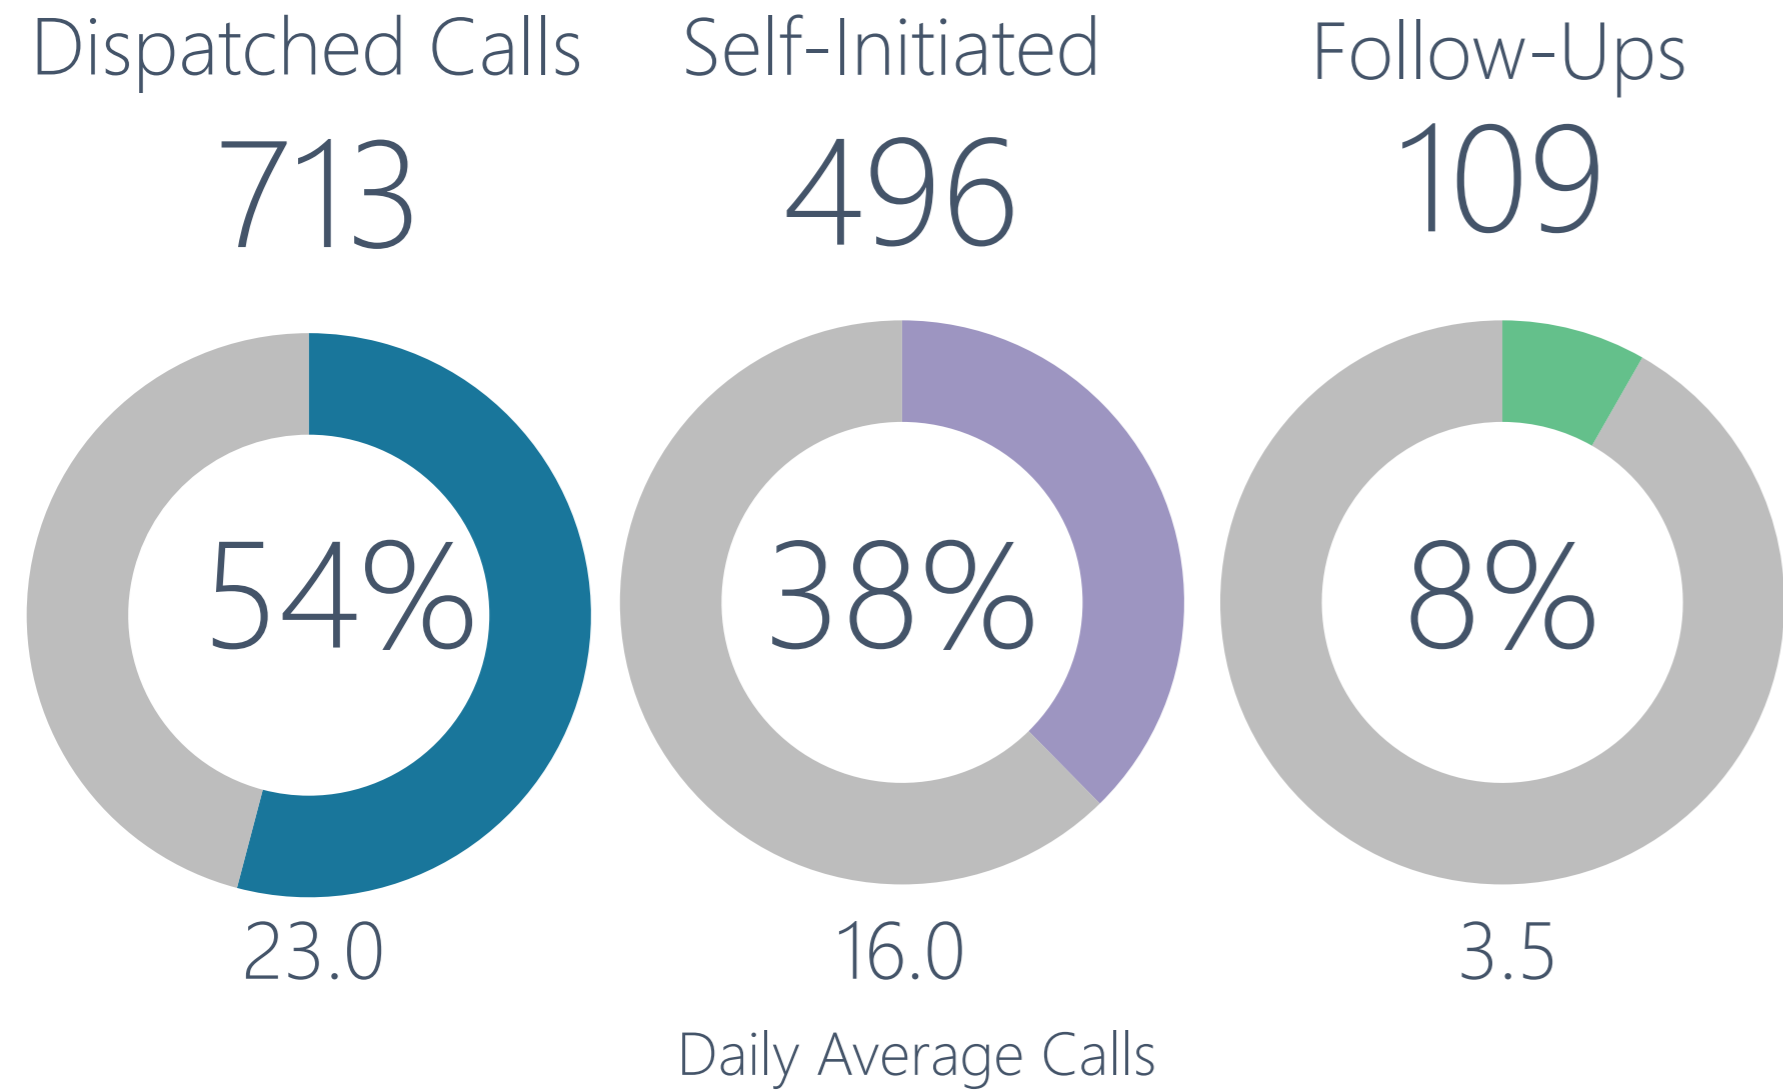 Dispatched Calls
713
54%
23.0
Self-Initiated
496
38%
16.0
Follow-Ups
109
8%
3.5
Daily Average Calls